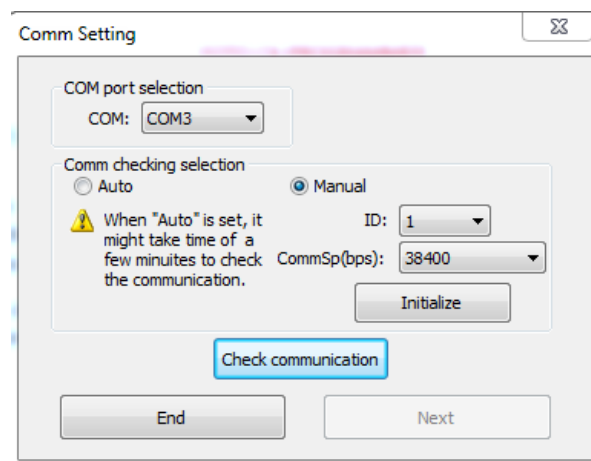 Comm Setting
COM port selection
COM: COM3
Comm checking selection
Auto
Manual
When "Auto" is set, it
might take time of a
few minuites to check
the communication.
ID: 1
CommSp(bps): 38400
Initialize
Check communication
End
Next